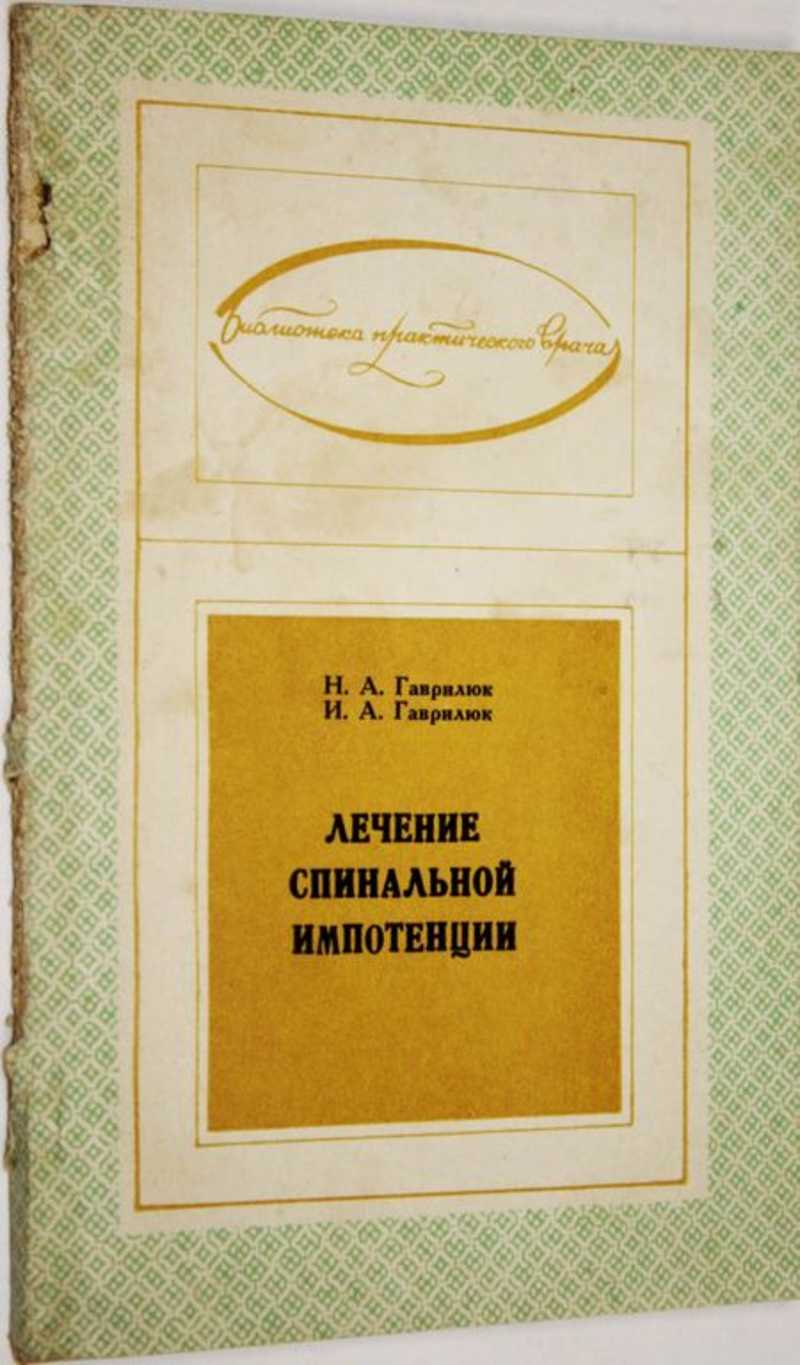 Библиотека практического врача
Н. А. Гаврилюк
И. А. Гаврилюк
ЛЕЧЕНИЕ
СПИНАЛЬНОЙ
ИМПОТЕНЦИИ